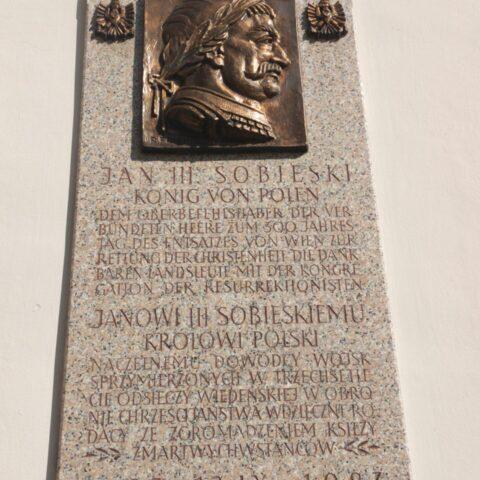 JAN III. SOBIESKI
KÖNIG VON POLEN
DEM OBERBEFEHLSHABER DER VER
BÜNDETEN HEERE ZUM 300. JAHRES
TAG DES ENTSATZES VON WIEN ZUR
RETTUNG DER CHRISTENHEIT DIE DANK
BAREN LANDSLEUTE MIT DER KONGRE
GATION DER RESURREKTIONISTEN
JANOWI III SOBIESKIEMU
KRÓLOWI POLSKI
NACZELNEMU DOWÓDCY WOJSK
SPRZYMIERZONYCH W TRZECHSETLE
CIE ODSIECZY WIEDEŃSKIEJ W OBRO
NIE CHRZEŚCIJAŃSTWA WDZIĘCZNI RO
DACY ZE ZGROMADZENIEM KSIĘŻY
ZMARTWYCHWSTAŃCÓW